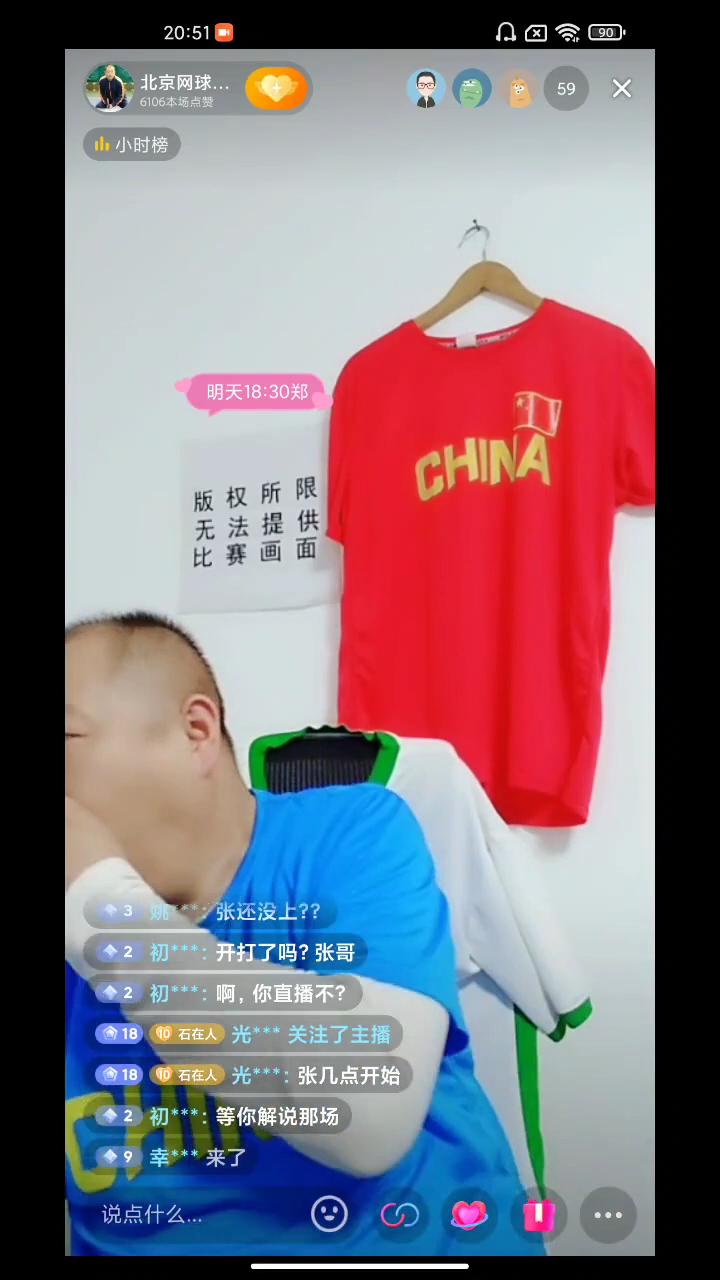 20:51
90
北京网球...
6106本场点赞
59
小时榜
明天18:30郑
CHINA
版权所限
无法提供
比赛画面
3 姚***: 张还没上??
2 初***: 开打了吗? 张哥
2 初***: 啊, 你直播不?
18 10 石在人 光*** 关注了主播
18 10 石在人 光***: 张几点开始
2 初***: 等你解说那场
9 幸*** 来了
CHIN
说点什么...